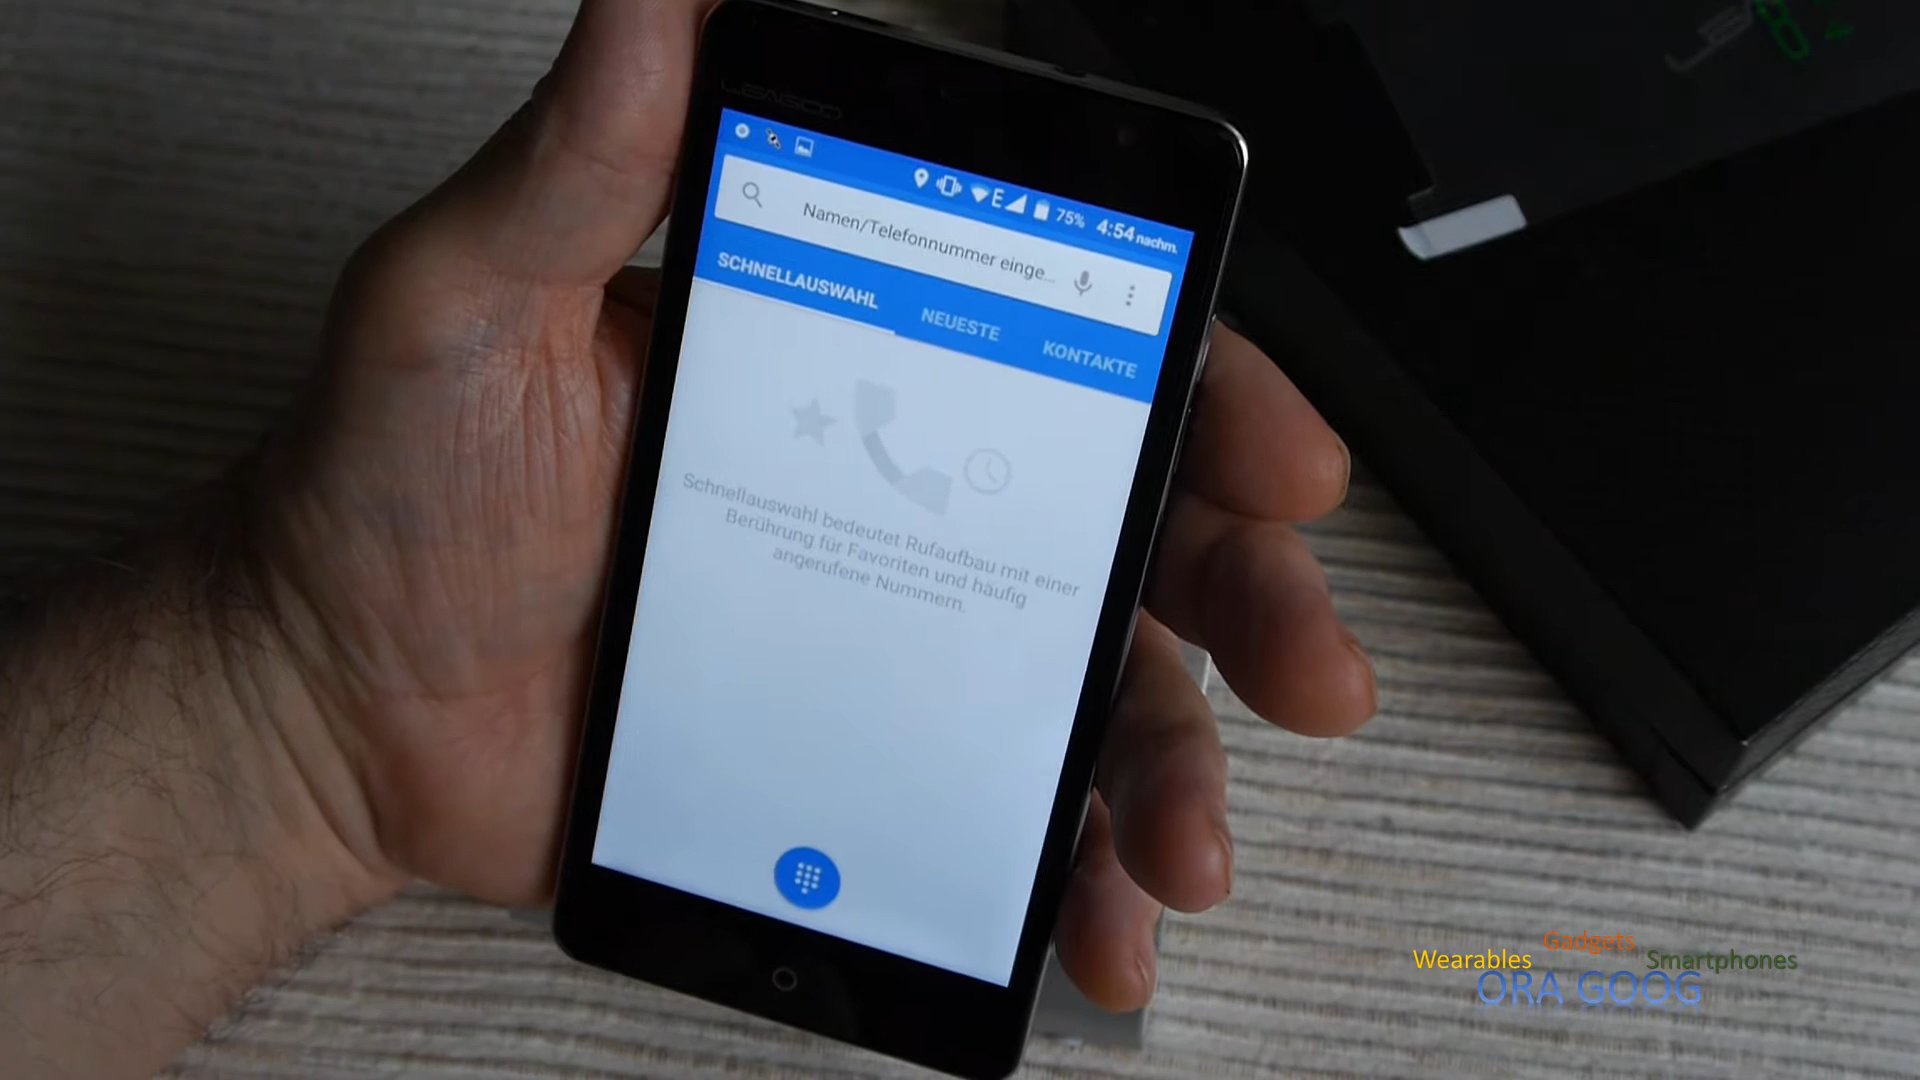 LEAGOO
E 75% 4:54 nachm.
Namen/Telefonnummer einge...
SCHNELLAUSWAHL NEUESTE KONTAKTE
Schnellauswahl bedeutet Rufaufbau mit einer
Berührung für Favoriten und häufig
angerufene Nummern.
Gadgets
Wearables Smartphones
ORA GOOG